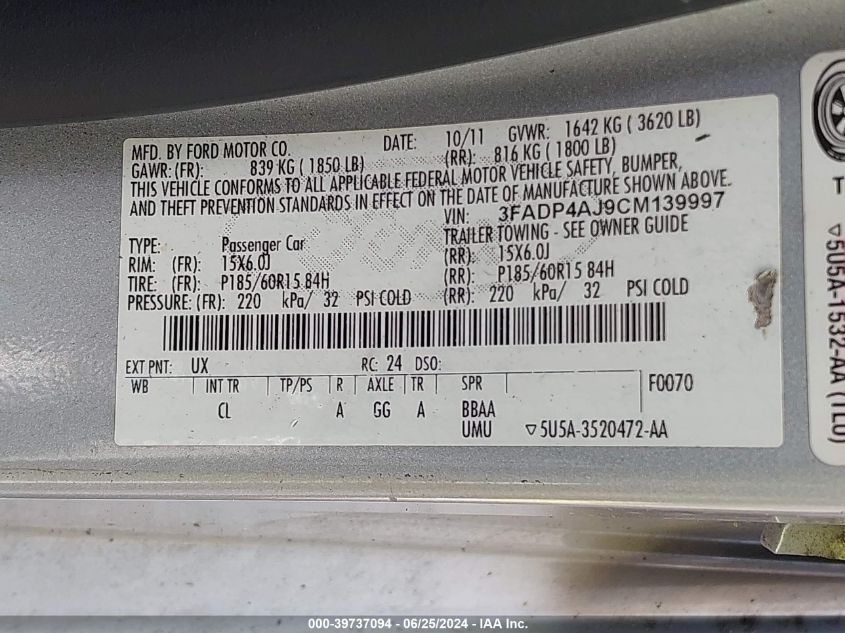 MFD. BY FORD MOTOR CO. DATE: 10/11 GVWR: 1642 KG ( 3620 LB)
GAWR: (FR): 839 KG ( 1850 LB) (RR): 816 KG ( 1800 LB)
THIS VEHICLE CONFORMS TO ALL APPLICABLE FEDERAL MOTOR VEHICLE SAFETY, BUMPER,
AND THEFT PREVENTION STANDARDS IN EFFECT ON THE DATE OF MANUFACTURE SHOWN ABOVE.
VIN: 3FADP4AJ9CM139997
TYPE: Passenger Car TRAILER TOWING - SEE OWNER GUIDE
RIM: (FR): 15X6.0J (RR): 15X6.0J
TIRE: (FR): P185/60R15 84H (RR): P185/60R15 84H
PRESSURE: (FR): 220 kPa/ 32 PSI COLD (RR): 220 kPa/ 32 PSI COLD
EXT PNT: UX RC: 24 DSO:
WB INT TR TP/PS R AXLE TR SPR F0070
CL A GG A BBAA
UMU ▽5U5A-3520472-AA
T
▽5U5A-1532-AA (TLU)
000-39737094 / 06/25/2024 - IAA Inc.